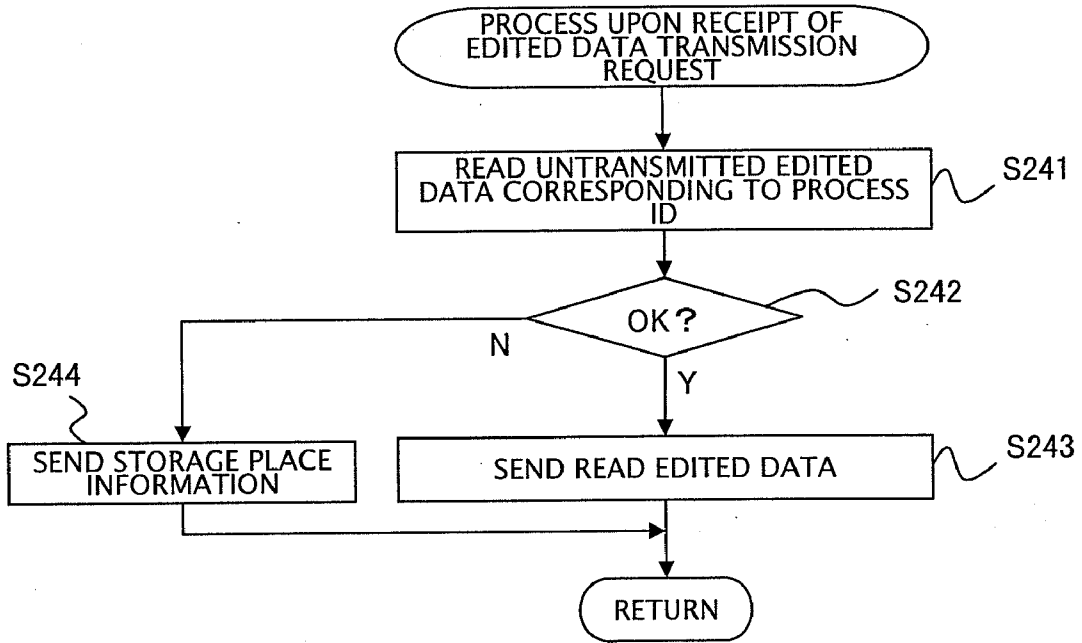 PROCESS UPON RECEIPT OF
EDITED DATA TRANSMISSION
REQUEST
READ UNTRANSMITTED EDITED
DATA CORRESPONDING TO PROCESS
ID
S241
OK?
S242
N
Y
S244
SEND STORAGE PLACE
INFORMATION
SEND READ EDITED DATA
S243
RETURN